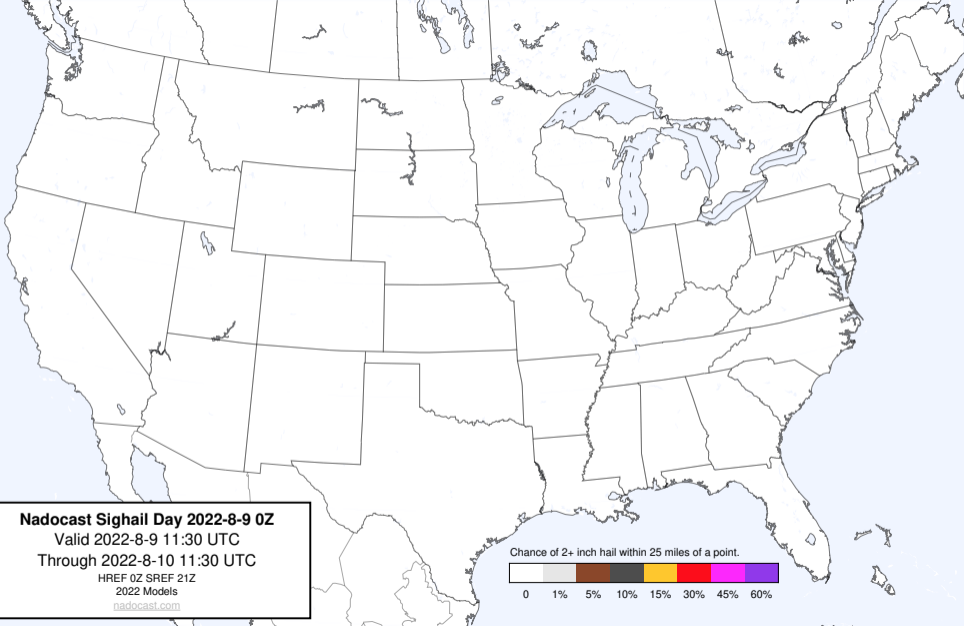 Nadocast Sighail Day 2022-8-9 0Z
Valid 2022-8-9 11:30 UTC
Through 2022-8-10 11:30 UTC
HREF 0Z SREF 21Z
2022 Models
nadocast.com
Chance of 2+ inch hail within 25 miles of a point.
0 1% 5% 10% 15% 30% 45% 60%